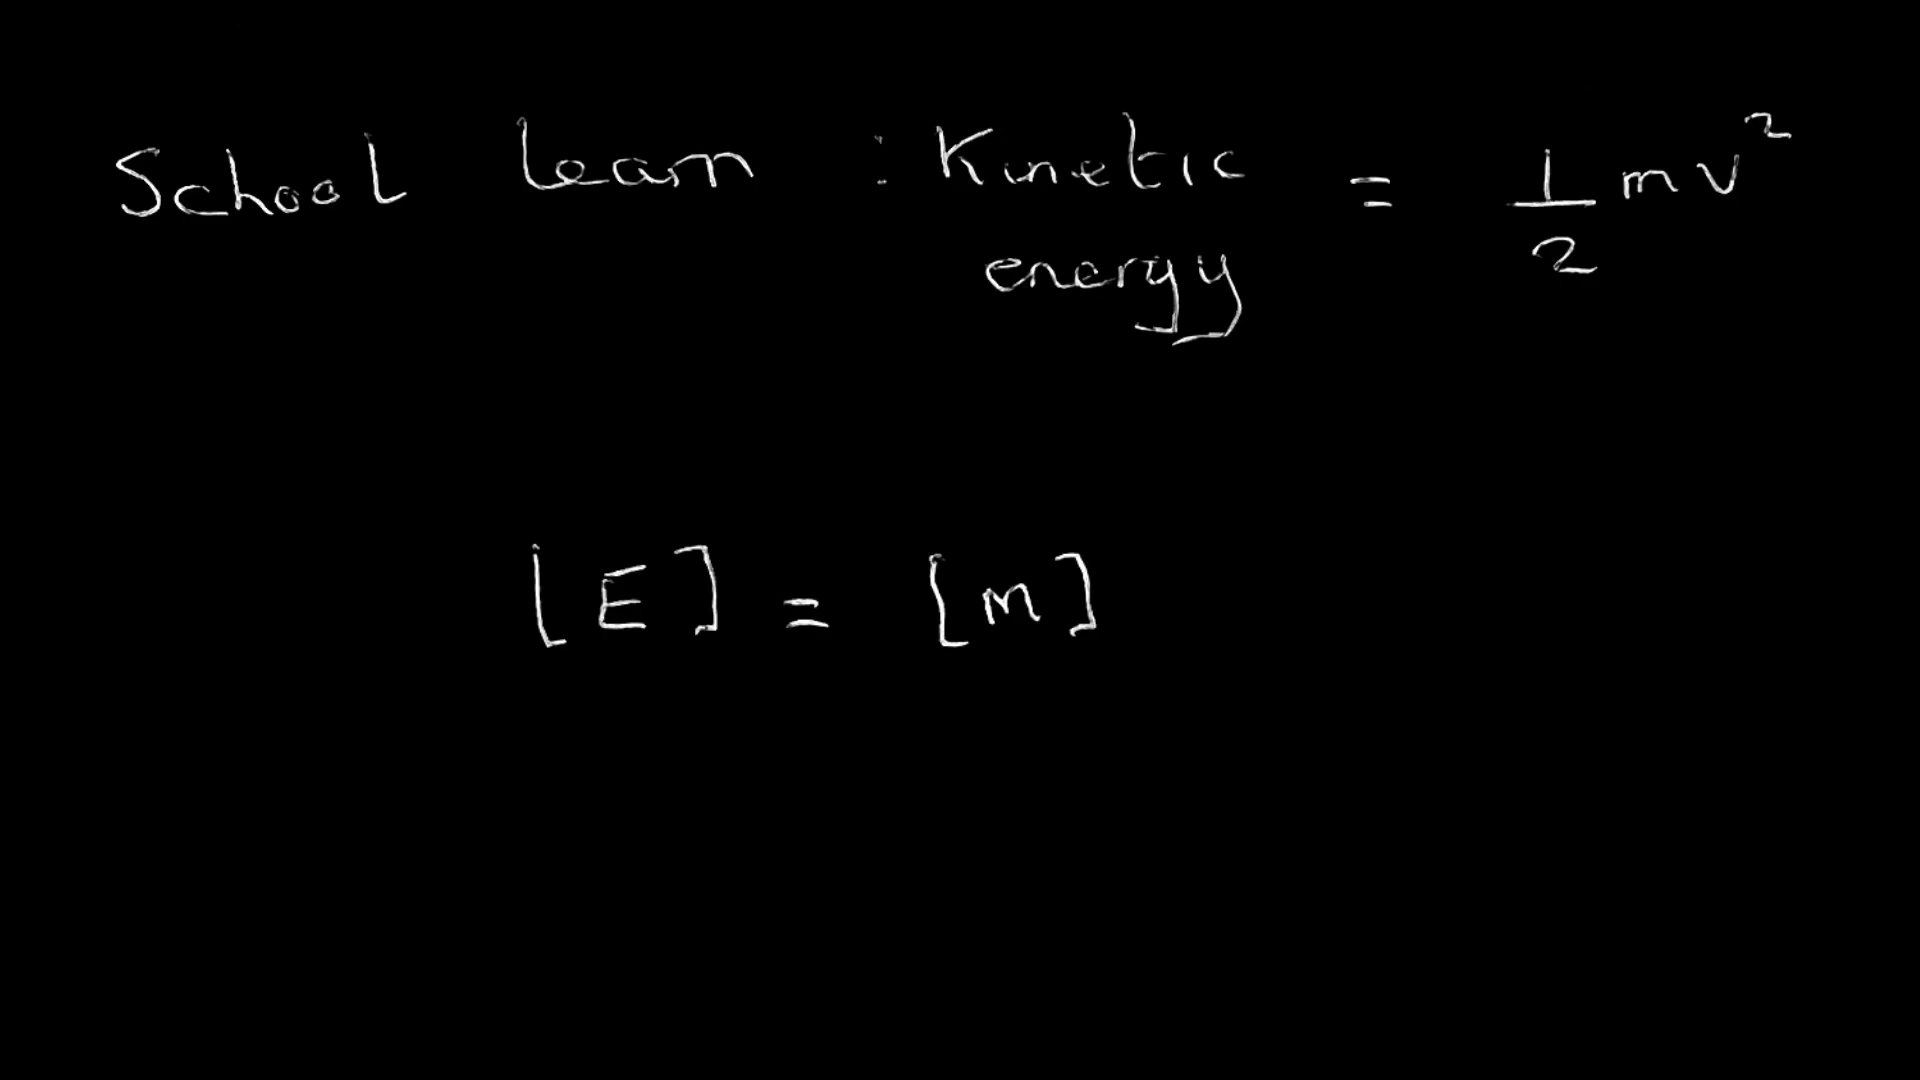 School learn : Kinetic = 1/2 mv²
energy
[E] = [m]